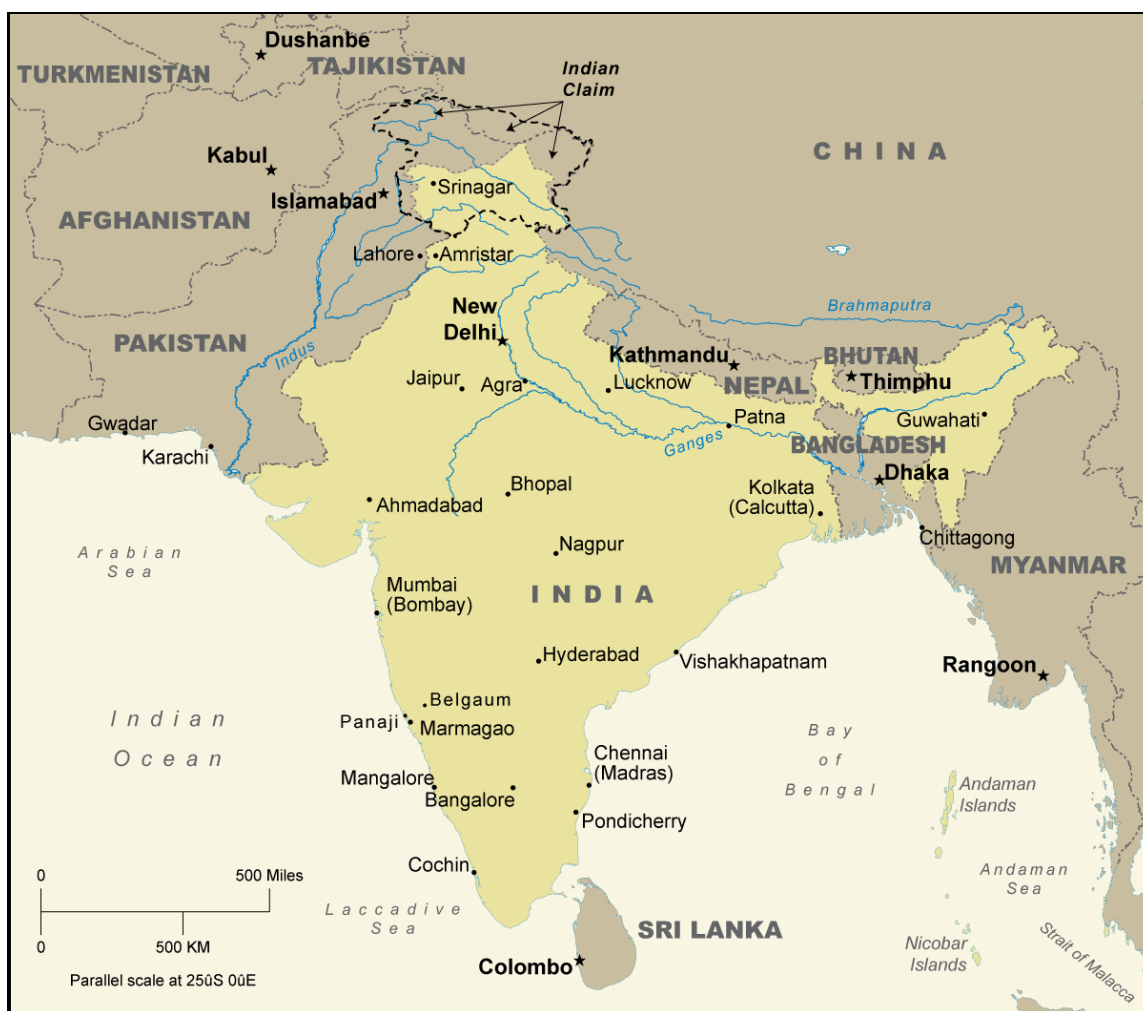 Dushanbe
TURKMENISTAN
TAJIKISTAN
Indian
Claim
CHINA
Kabul
Islamabad
Srinagar
AFGHANISTAN
Lahore
Amristar
New
Delhi
Brahmaputra
PAKISTAN
Indus
Kathmandu
NEPAL
BHUTAN
Thimphu
Jaipur
Agra
Lucknow
Patna
Guwahati
Gwadar
Karachi
Ganges
BANGLADESH
Dhaka
Ahmadabad
Bhopal
Kolkata
(Calcutta)
Chittagong
Arabian
Sea
Nagpur
MYANMAR
Mumbai
(Bombay)
INDIA
Hyderabad
Vishakhapatnam
Rangoon
Belgaum
Panaji
Marmagao
Indian
Ocean
Bay
of
Bengal
Chennai
(Madras)
Mangalore
Bangalore
Andaman
Islands
Pondicherry
Cochin
Andaman
Sea
0
500 Miles
0
500 KM
Parallel scale at 25ûS 0ûE
Laccadive
Sea
SRI LANKA
Colombo
Nicobar
Islands
Strait of Malacca